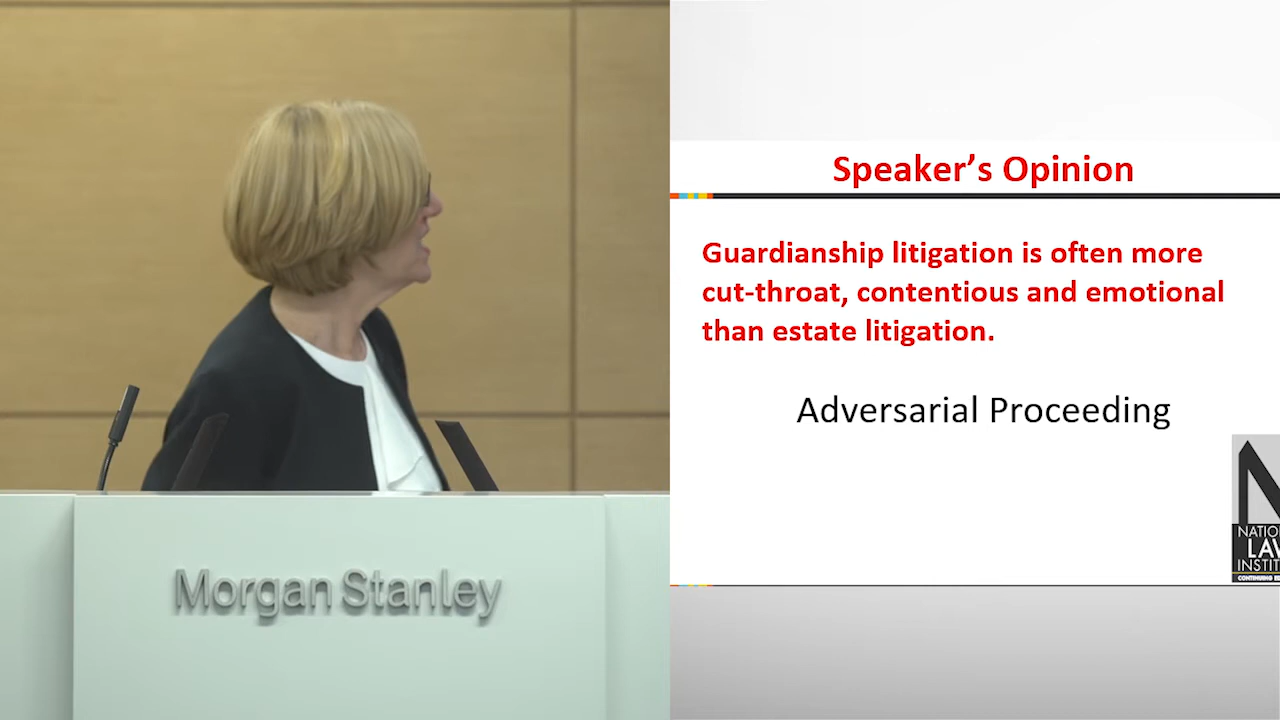 Speaker’s Opinion
Guardianship litigation is often more
cut-throat, contentious and emotional
than estate litigation.
Adversarial Proceeding
Morgan Stanley